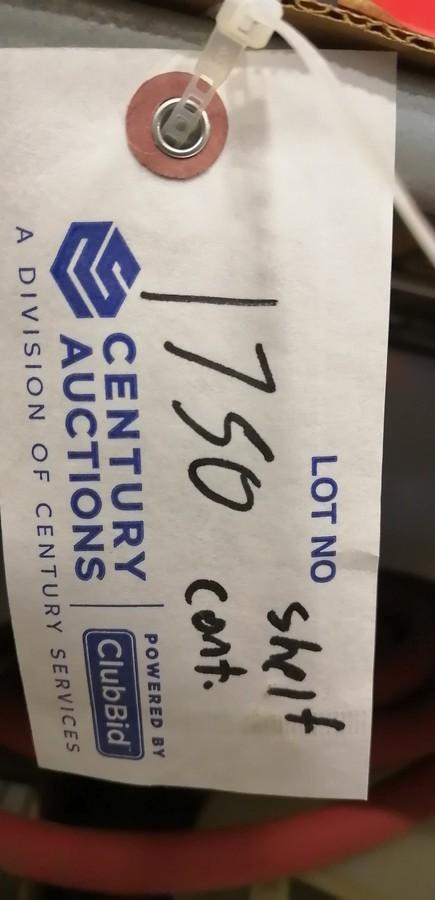 LOT NO
1750 shelf
cont.
CENTURY
AUCTIONS
A DIVISION OF CENTURY SERVICES
POWERED BY
ClubBid